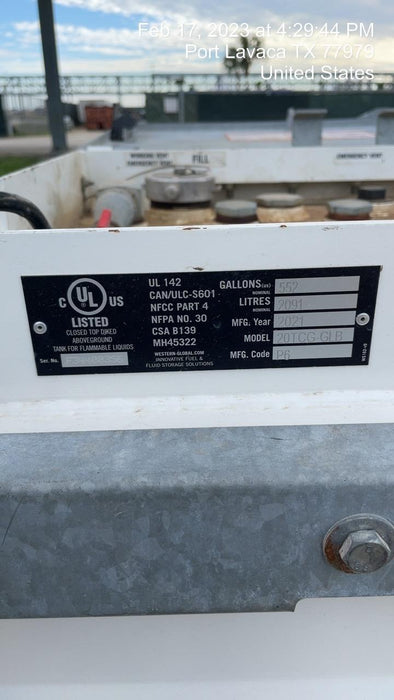 Feb 17, 2023 at 4:29:44 PM
Port Lavaca TX 77979
United States
WORKING VENT
EMERGENCY VENT
FILL
EMERGENCY VENT
C UL US
LISTED
CLOSED TOP DIKED
ABOVEGROUND
TANK FOR FLAMMABLE LIQUIDS
Ser. No.
UL 142
CAN/ULC-S601
NFCC PART 4
NFPA NO. 30
CSA B139
MH45322
WESTERN-GLOBAL.COM
INNOVATIVE FUEL &
FLUID STORAGE SOLUTIONS
GALLONS (US) NOMINAL 552
LITRES NOMINAL 2091
MFG. Year 2021
MODEL 20TCG-GLB
MFG. Code P6